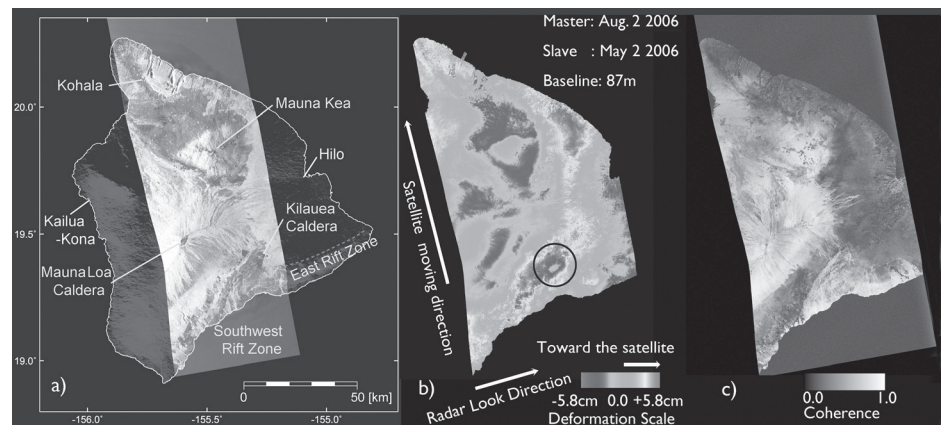 Kohala
Mauna Kea
20.0°
Hilo
Kilauea
Caldera
Kailua
-Kona
19.5°
East Rift Zone
Mauna Loa
Caldera
Southwest
Rift Zone
19.0°
a)
0 50 [km]
-156.0° -155.5° -155.0°
Master: Aug. 2 2006
Slave : May 2 2006
Baseline: 87m
Satellite moving direction
Toward the satellite
b)
Radar Look Direction
-5.8cm 0.0 +5.8cm
Deformation Scale
c)
0.0 1.0
Coherence